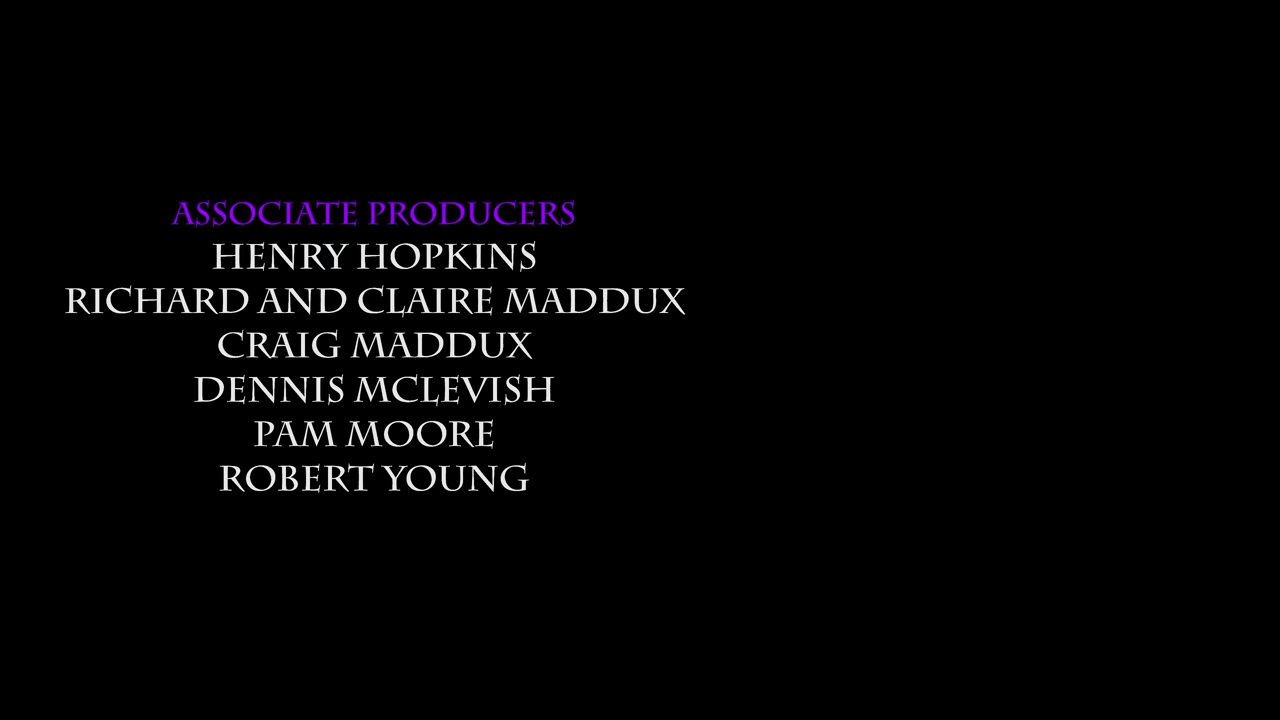 ASSOCIATE PRODUCERS
HENRY HOPKINS
RICHARD AND CLAIRE MADDUX
CRAIG MADDUX
DENNIS MCLEVISH
PAM MOORE
ROBERT YOUNG